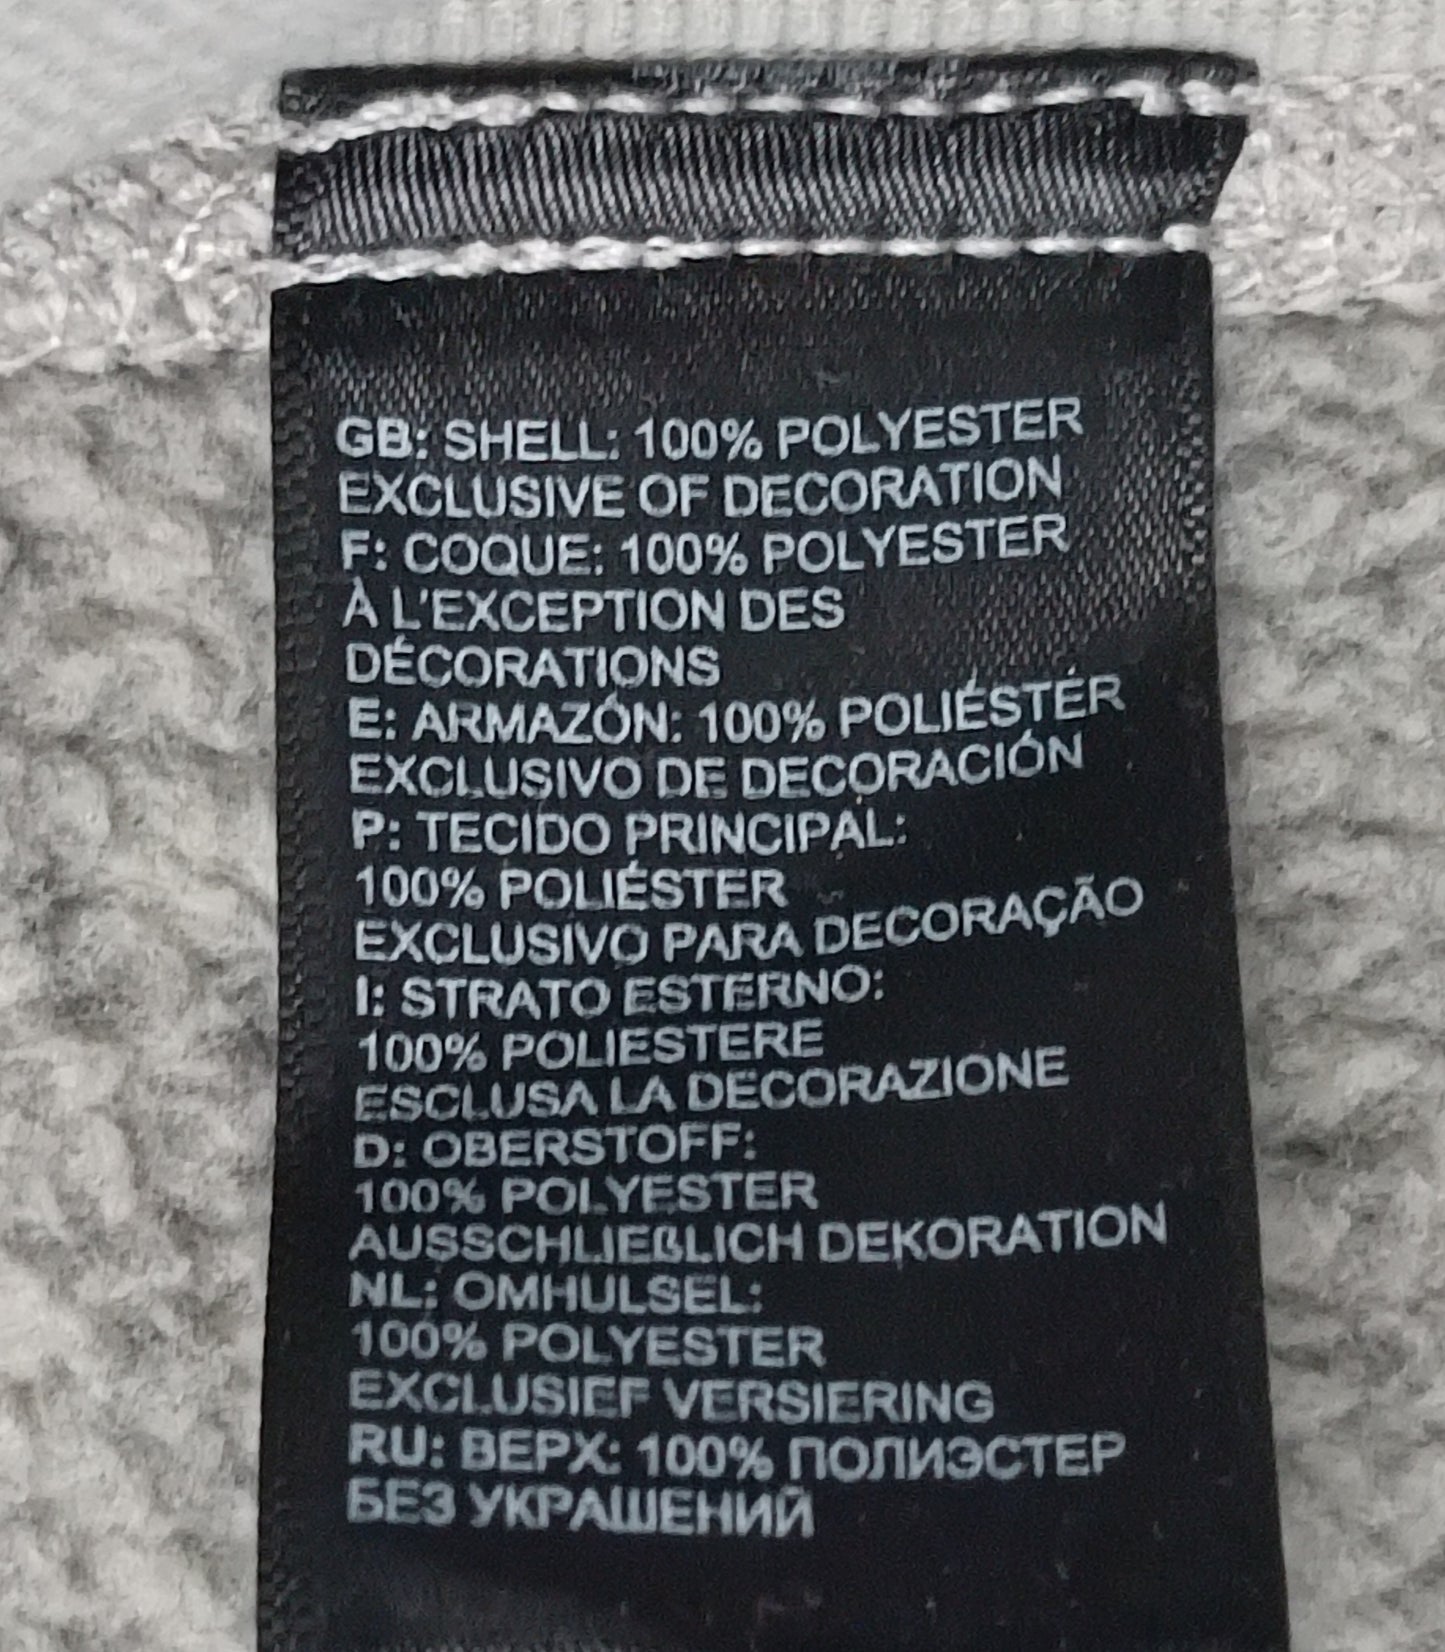 GB: SHELL: 100% POLYESTER
EXCLUSIVE OF DECORATION
F: COQUE: 100% POLYESTER
À L'EXCEPTION DES
DÉCORATIONS
E: ARMAZÓN: 100% POLIÉSTÉR
EXCLUSIVO DE DECORACIÓN
P: TECIDO PRINCIPAL:
100% POLIÉSTER
EXCLUSIVO PARA DECORAÇÃO
I: STRATO ESTERNO:
100% POLIESTERE
ESCLUSA LA DECORAZIONE
D: OBERSTOFF:
100% POLYESTER
AUSSCHLIEßLICH DEKORATION
NL: OMHULSEL:
100% POLYESTER
EXCLUSIEF VERSIERING
RU: ВЕРХ: 100% ПОЛИЭСТЕР
БЕЗ УКРАШЕНИЙ